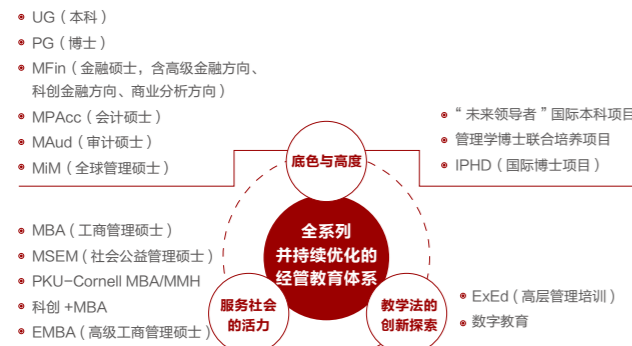 UG（本科）
PG（博士）
MFin（金融硕士，含高级金融方向、
科创金融方向、商业分析方向）
MPAcc（会计硕士）
MAud（审计硕士）
MiM（全球管理硕士）
“未来领导者”国际本科项目
管理学博士联合培养项目
IPHD（国际博士项目）
底色与高度
全系列
并持续优化的
经管教育体系
MBA（工商管理硕士）
MSEM（社会公益管理硕士）
PKU-Cornell MBA/MMH
科创 +MBA
EMBA（高级工商管理硕士）
服务社会
的活力
教学法的
创新探索
ExEd（高层管理培训）
数字教育